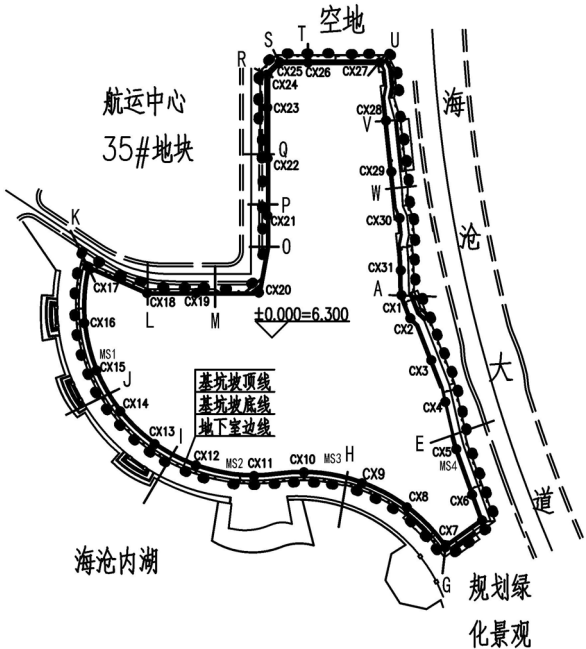 空地
S
T
U
R
CX25
CX26
CX27
CX24
航运中心
35#地块
CX23
CX28
V
海
Q
CX22
CX29
W
P
CX21
CX30
沧
K
O
CX17
CX31
CX18
CX19
CX20
A
CX1
L
M
±0.000=6.300
CX2
CX16
MS1
CX15
CX3
大
J
基坑坡顶线
基坑坡底线
地下室边线
CX14
CX4
CX13
I
E
CX12
MS2
CX11
CX10
MS3
H
CX5
MS4
CX9
CX6
道
CX8
CX7
海沧内湖
G
规划绿
化景观